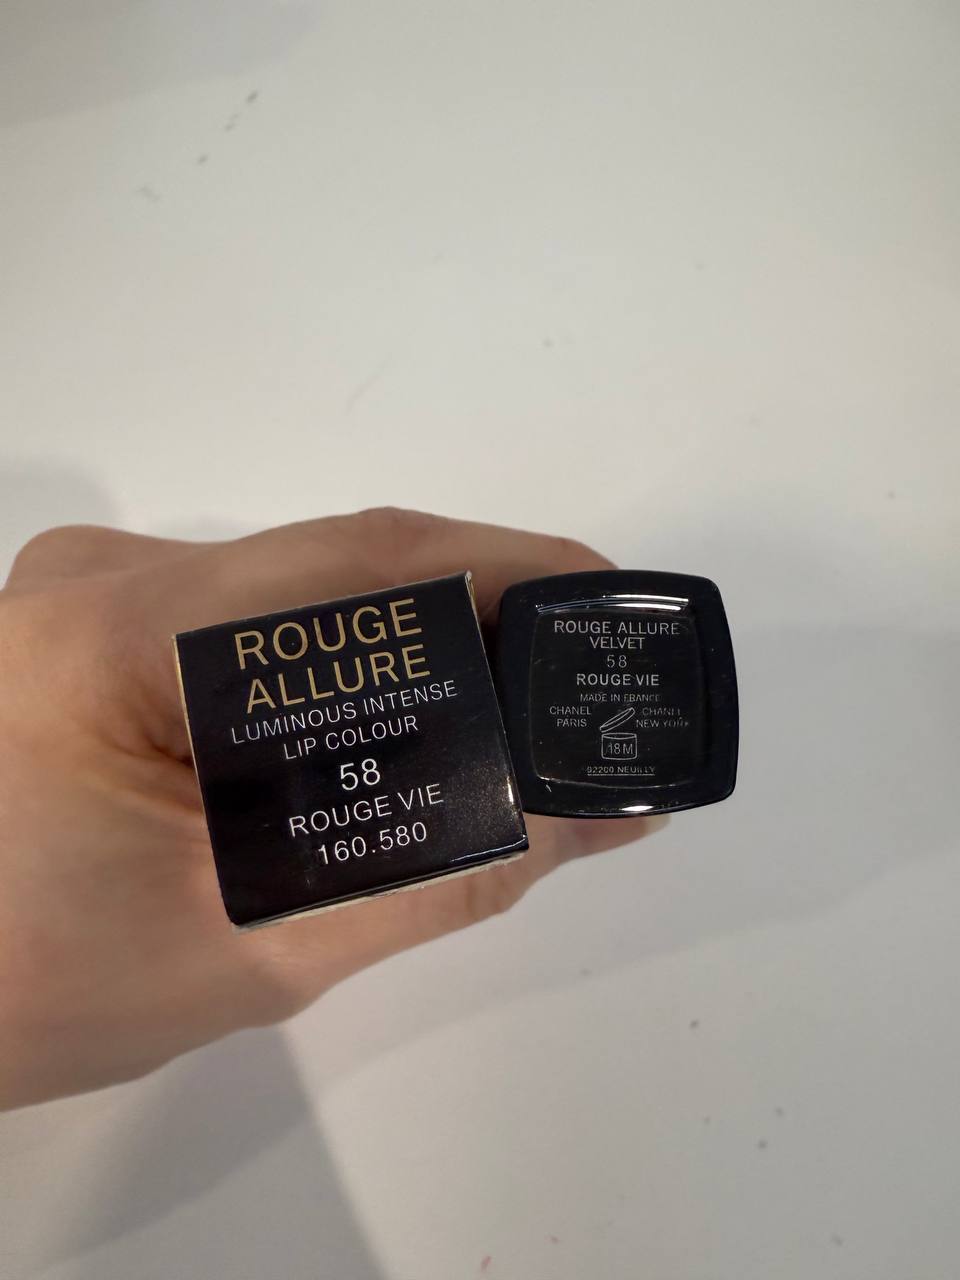 ROUGE
ALLURE
LUMINOUS INTENSE
LIP COLOUR
58
ROUGE VIE
160.580
ROUGE ALLURE
VELVET
58
ROUGE VIE
MADE IN FRANCE
CHANEL
PARIS
CHANEL
NEW YORK
18M
92200 NEUILLY